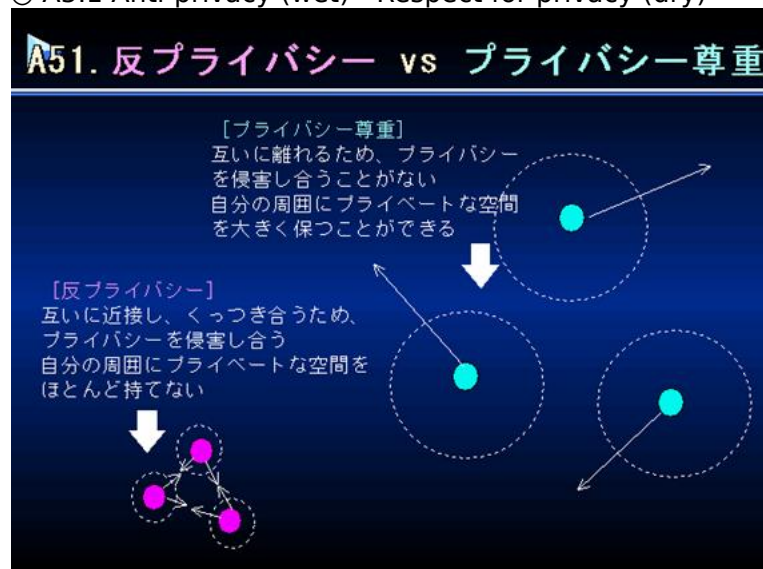 A51 Anti-privacy (wet) - Respect for privacy (dry)
A51.反プライバシー vs プライバシー尊重
[プライバシー尊重]
互いに離れるため、プライバシー
を侵害し合うことがない
自分の周囲にプライベートな空間
を大きく保つことができる
[反プライバシー]
互いに近接し、くっつき合うため、
プライバシーを侵害し合う
自分の周囲にプライベートな空間を
ほとんど持てない